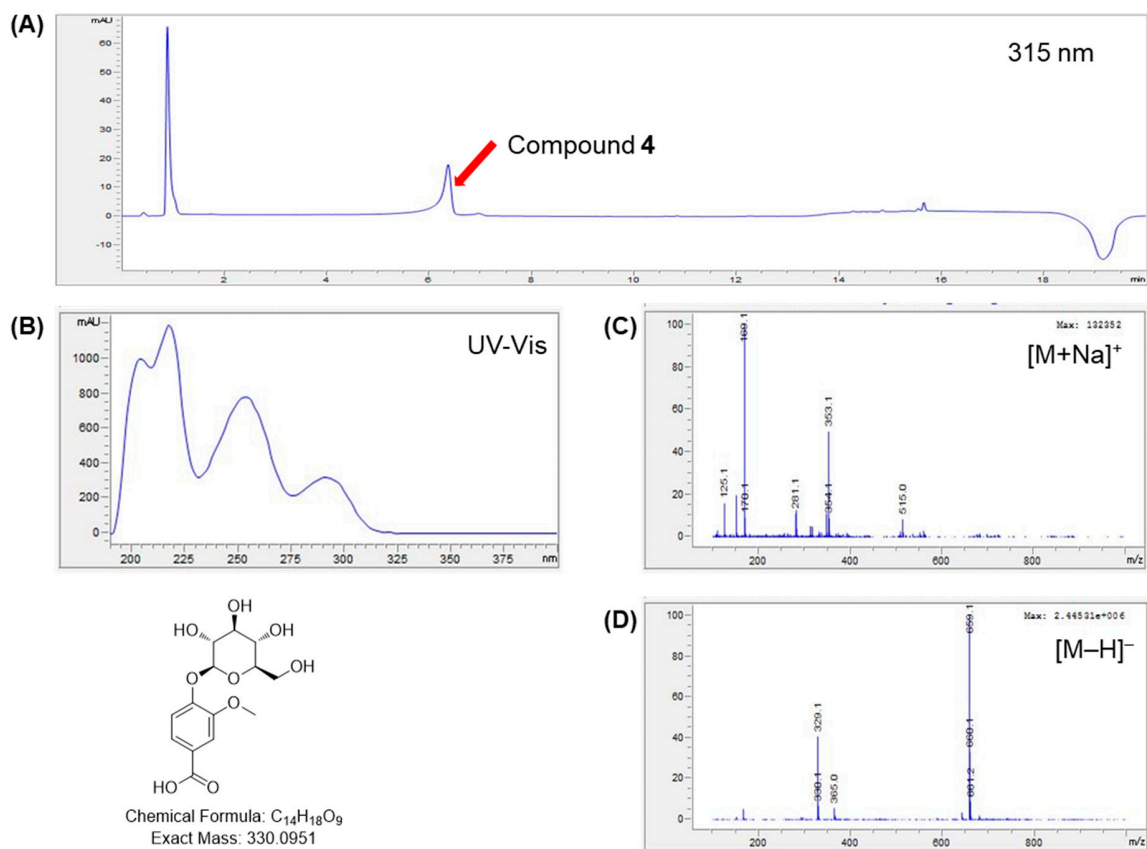 (A)
mAU
60
50
40
30
20
10
0
-10
315 nm
Compound 4
2
4
6
8
10
12
14
16
18
min
(B)
mAU
1000
800
600
400
200
0
UV-Vis
200
225
250
275
300
325
350
375
nm
(C)
100
80
60
40
20
0
Max: 132352
[M+Na]+
169.1
170.1
125.1
281.1
353.1
354.1
515.0
200
400
600
800
m/z
HO
OH
OH
HO
OH
O
O
O
HO
O
Chemical Formula: C14H18O9
Exact Mass: 330.0951
(D)
100
80
60
40
20
0
Max: 2.44531e+006
[M–H]–
659.1
660.1
661.2
329.1
330.1
365.0
200
400
600
800
m/z